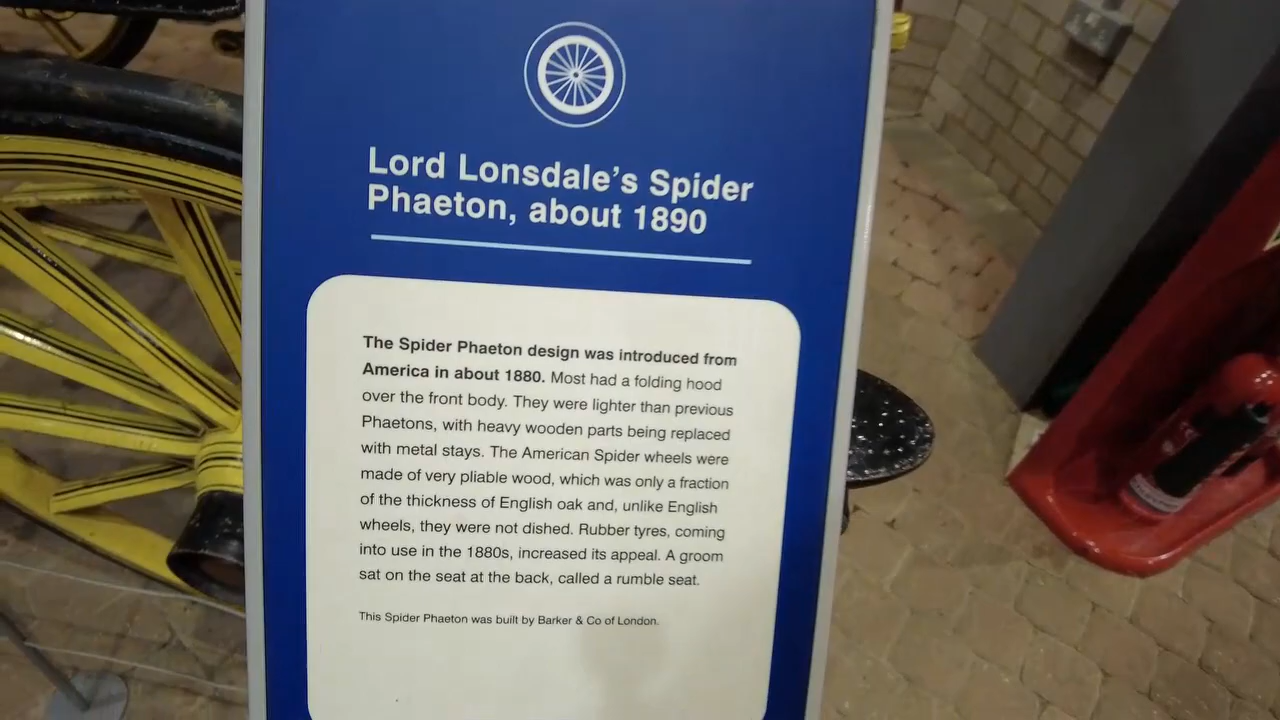 Lord Lonsdale's Spider
Phaeton, about 1890
The Spider Phaeton design was introduced from
America in about 1880. Most had a folding hood
over the front body. They were lighter than previous
Phaetons, with heavy wooden parts being replaced
with metal stays. The American Spider wheels were
made of very pliable wood, which was only a fraction
of the thickness of English oak and, unlike English
wheels, they were not dished. Rubber tyres, coming
into use in the 1880s, increased its appeal. A groom
sat on the seat at the back, called a rumble seat.
This Spider Phaeton was built by Barker & Co of London.